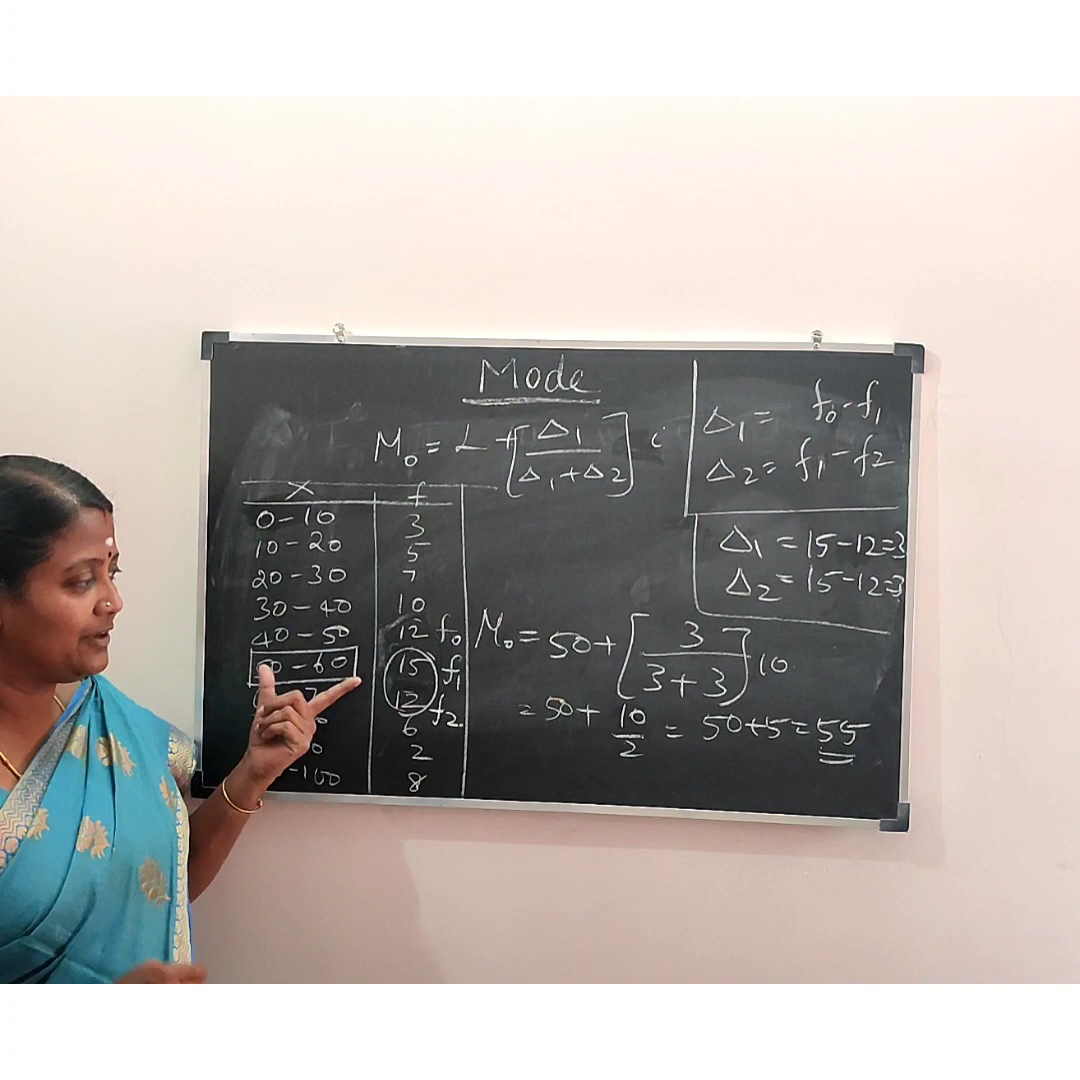 Mode
M₀ = L + [Δ₁ / Δ₁ + Δ₂] i
Δ₁ = f₀ - f₁
Δ₂ = f₁ - f₂
Δ₁ = 15 - 12 = 3
Δ₂ = 15 - 12 = 3
x f
0 - 10 3
10 - 20 5
20 - 30 7
30 - 40 10
40 - 50 12 f₀
- 60 15 f₁
12 f₂
6
2
- 100 8
M₀ = 50 + [3 / 3 + 3] 10
= 50 + 10 / 2 = 50 + 5 = 55